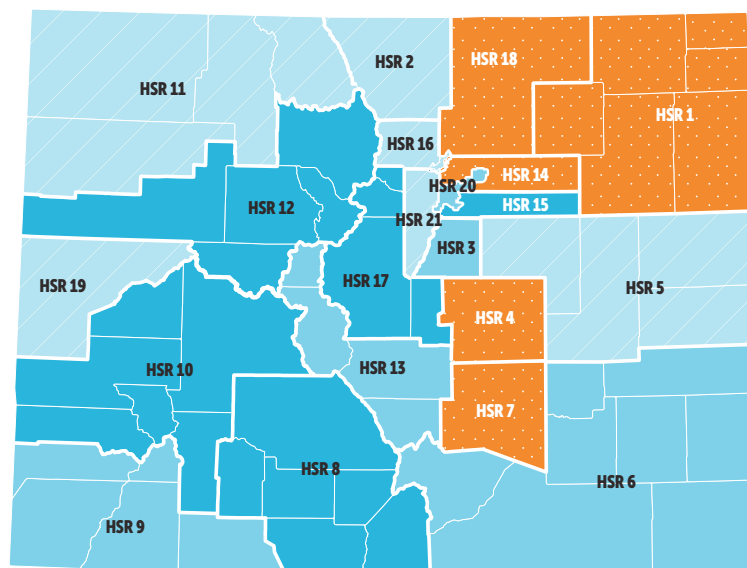 HSR 2
HSR 18
HSR 11
HSR 1
HSR 16
HSR 14
HSR 20
HSR 12
HSR 15
HSR 21
HSR 3
HSR 19
HSR 17
HSR 5
HSR 4
HSR 10
HSR 13
HSR 7
HSR 8
HSR 6
HSR 9